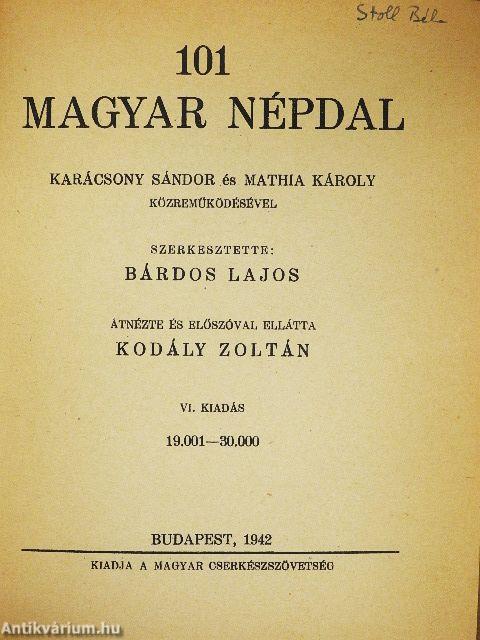 Stoll Béla
101
MAGYAR NÉPDAL
KARÁCSONY SÁNDOR és MATHIA KÁROLY
KÖZREMŰKÖDÉSÉVEL
SZERKESZTETTE:
BÁRDOS LAJOS
ÁTNÉZTE ÉS ELŐSZÓVAL ELLÁTTA
KODÁLY ZOLTÁN
VI. KIADÁS
19.001—30.000
BUDAPEST, 1942
KIADJA A MAGYAR CSERKÉSZSZÖVETSÉG
Antikvárium.hu